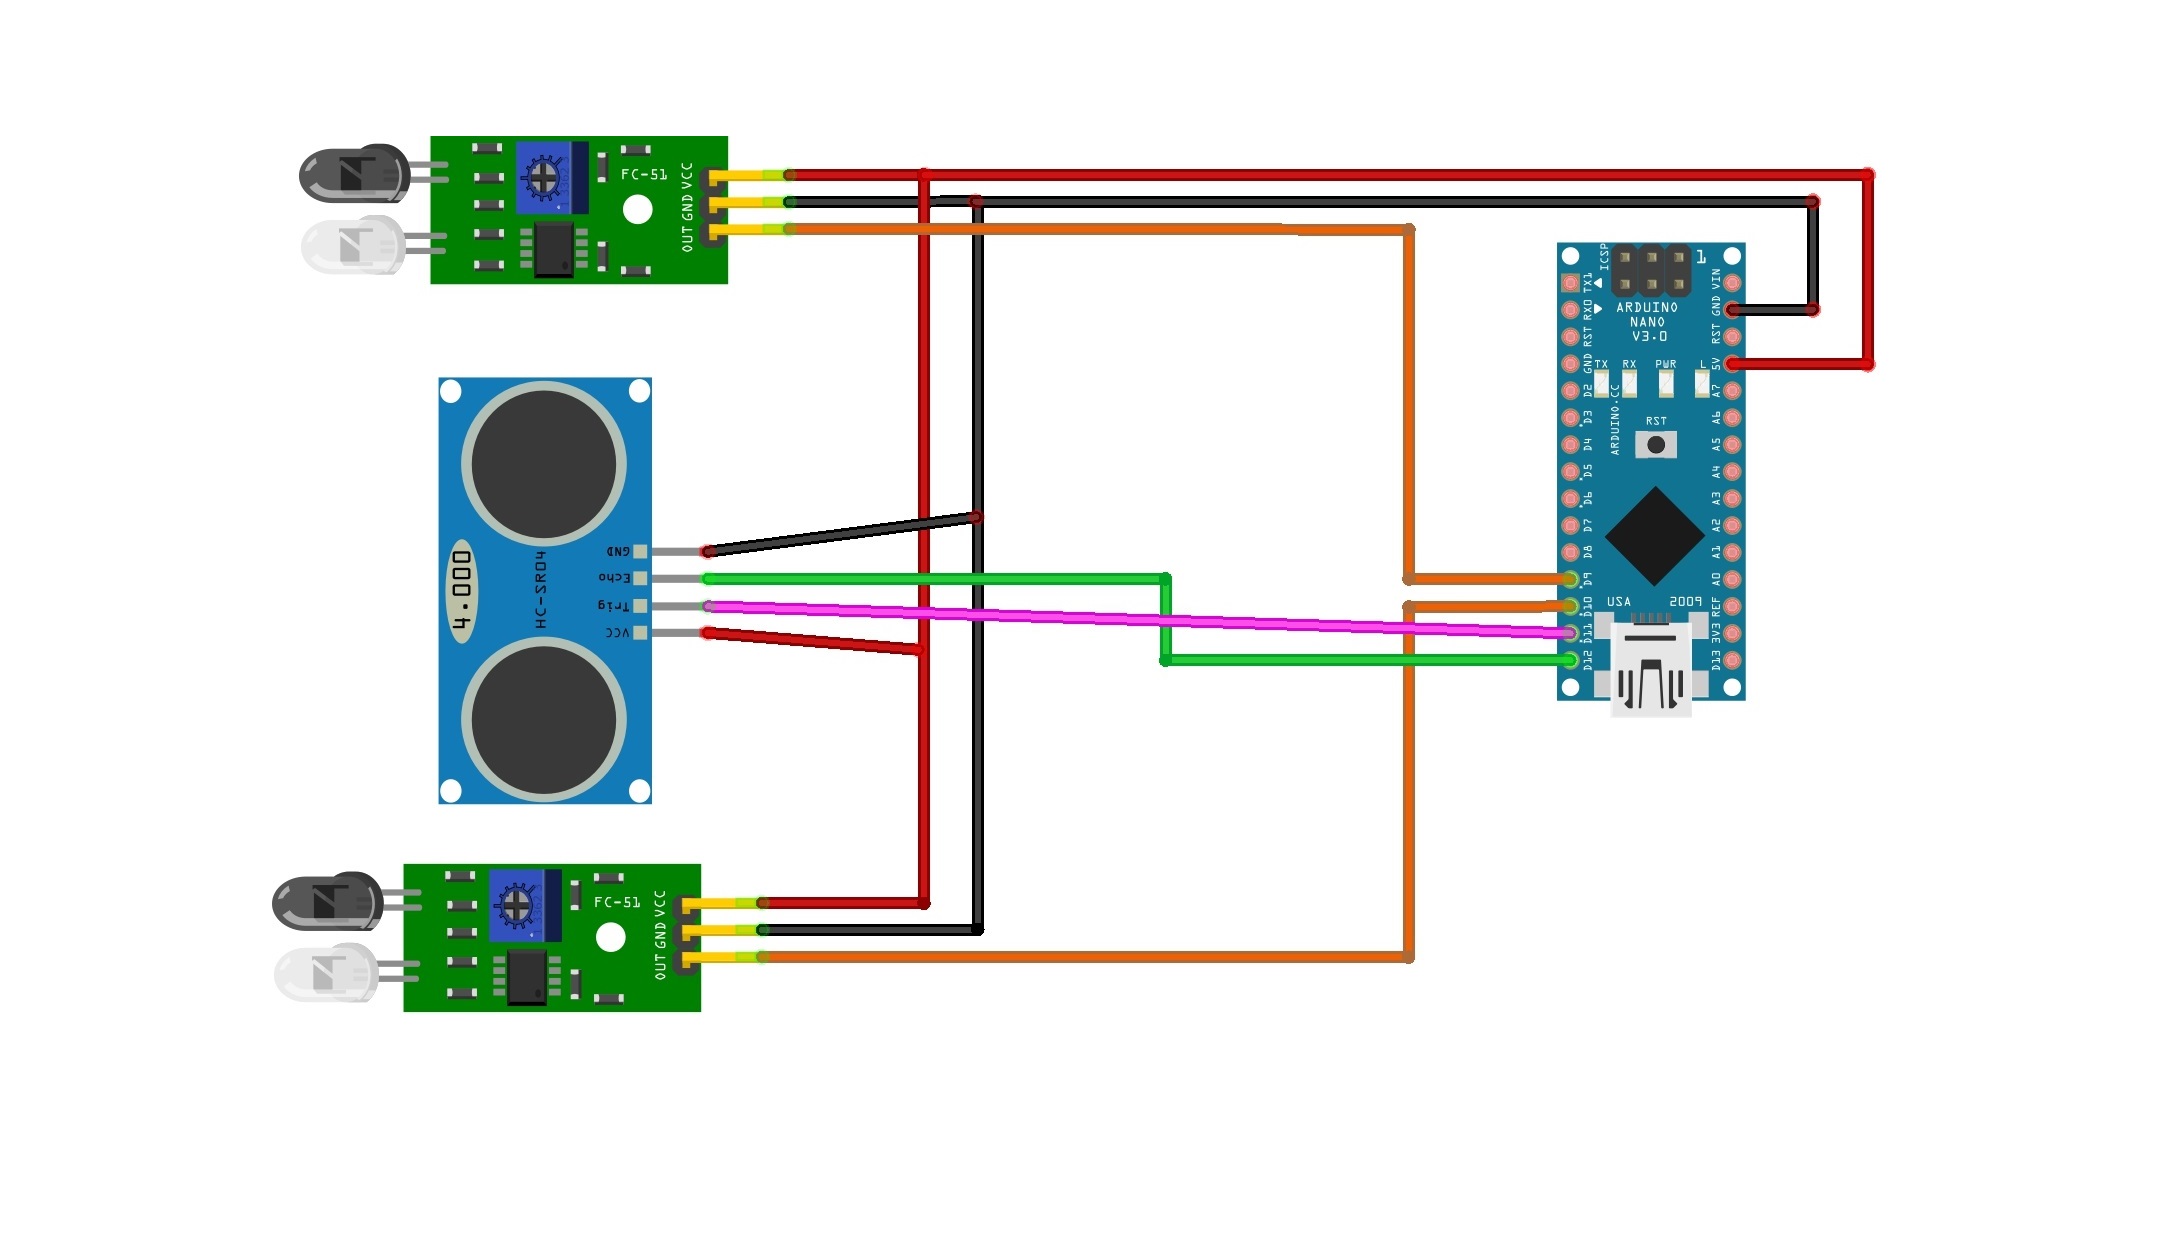 FC-51
VCC
GND
OUT
4.000
HC-SR04
GND
Echo
Trig
VCC
FC-51
VCC
GND
OUT
ICSP
1
ARDUINO
NANO
V3.0
TX
RX
PWR
L
ARDUINO.CC
RST
USA
2009
TX1
RX0
RST
GND
D2
D3
D4
D5
D6
D7
D8
D9
D10
D11
D12
VIN
GND
RST
5V
A7
A6
A5
A4
A3
A2
A1
A0
REF
3V3
D13